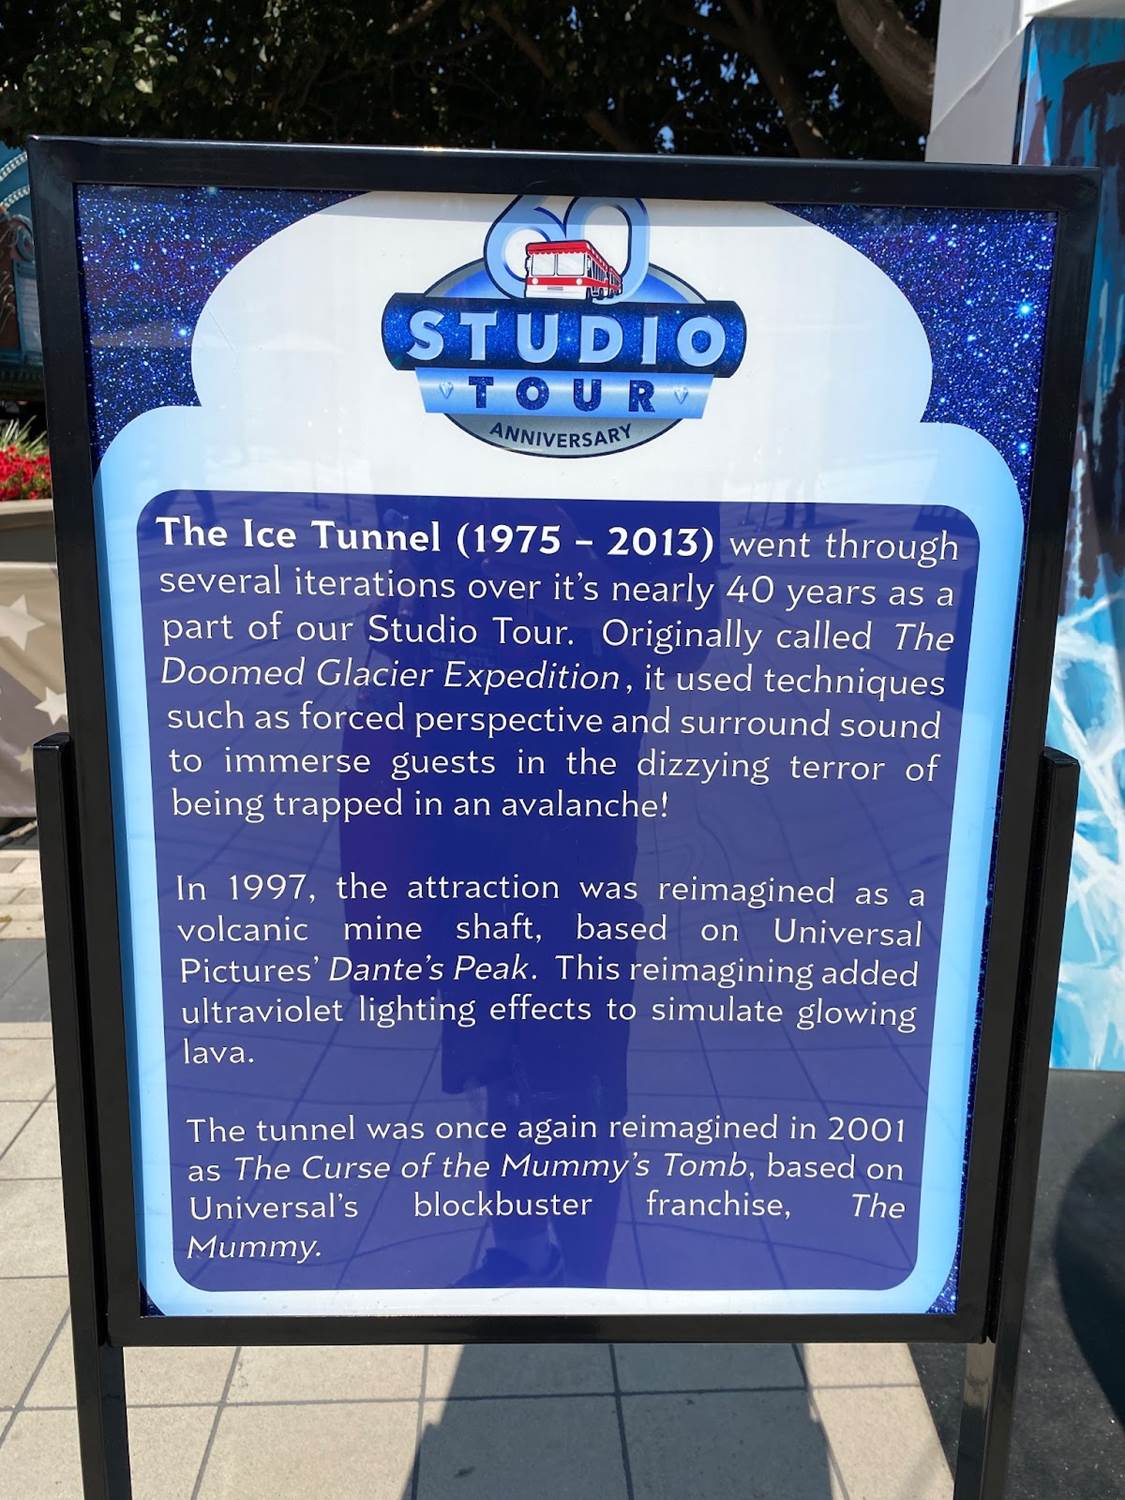 60
STUDIO
TOUR
ANNIVERSARY
The Ice Tunnel (1975 – 2013) went through
several iterations over it's nearly 40 years as a
part of our Studio Tour. Originally called The
Doomed Glacier Expedition, it used techniques
such as forced perspective and surround sound
to immerse guests in the dizzying terror of
being trapped in an avalanche!
In 1997, the attraction was reimagined as a
volcanic mine shaft, based on Universal
Pictures' Dante's Peak. This reimagining added
ultraviolet lighting effects to simulate glowing
lava.
The tunnel was once again reimagined in 2001
as The Curse of the Mummy's Tomb, based on
Universal's blockbuster franchise, The
Mummy.